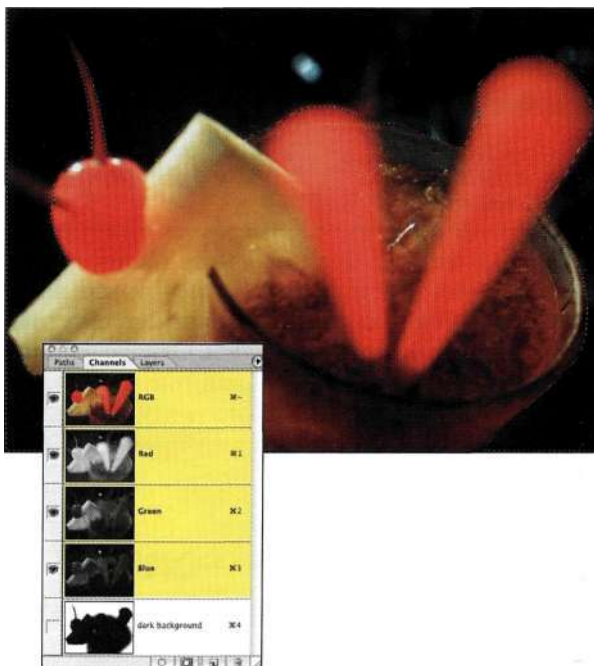 Paths Channels Layers
RGB ⌘~
Red ⌘1
Green ⌘2
Blue ⌘3
dark background ⌘4